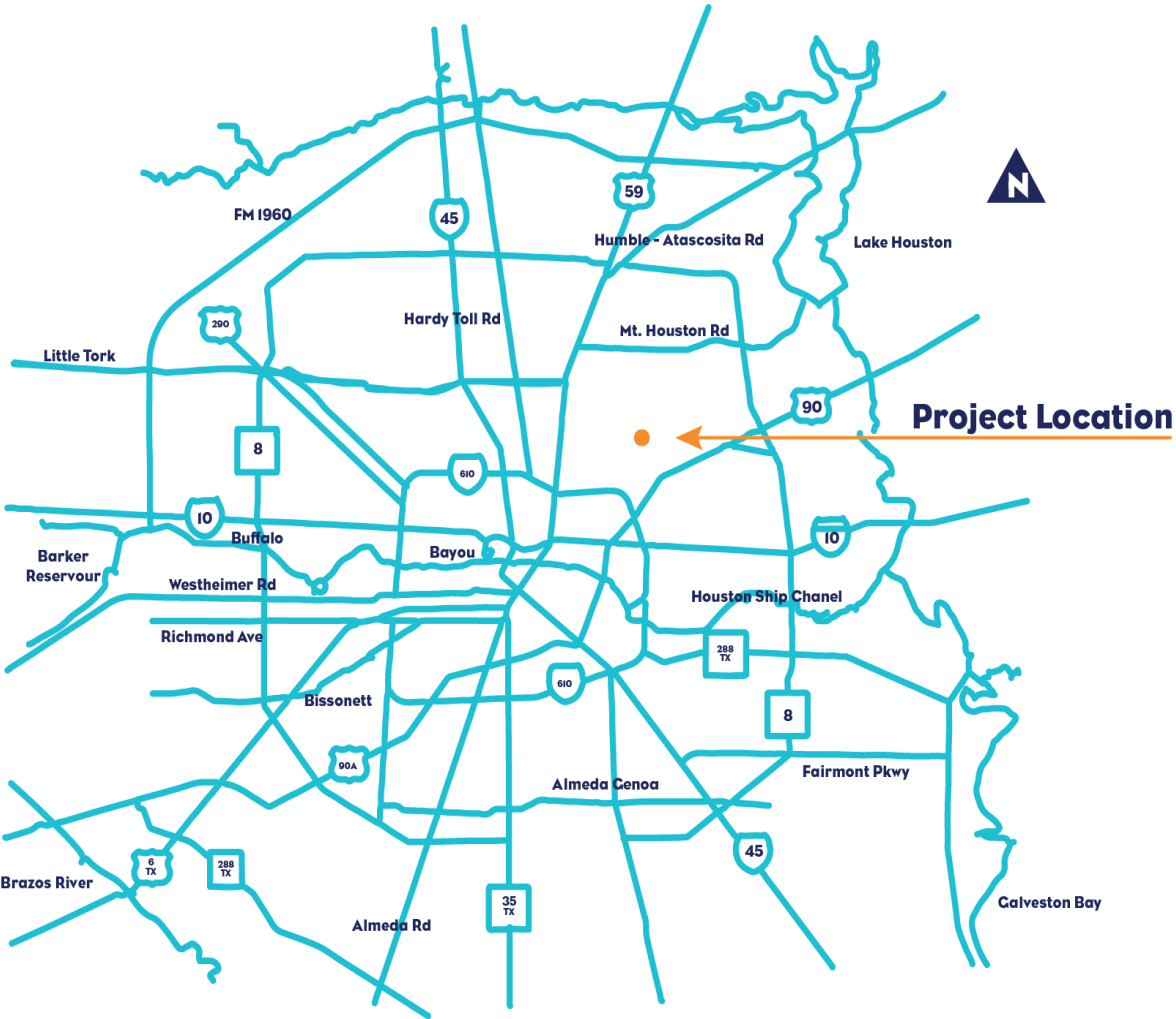 59
N
FM 1960
45
Humble - Atascosita Rd
Lake Houston
290
Hardy Toll Rd
Mt. Houston Rd
Little Tork
90
Project Location
8
610
10
Buffalo
10
Bayou
Barker
Reservour
Westheimer Rd
Houston Ship Chanel
Richmond Ave
288
TX
610
Bissonett
8
90A
Fairmont Pkwy
Almeda Genoa
45
6
TX
288
TX
Brazos River
35
TX
Galveston Bay
Almeda Rd